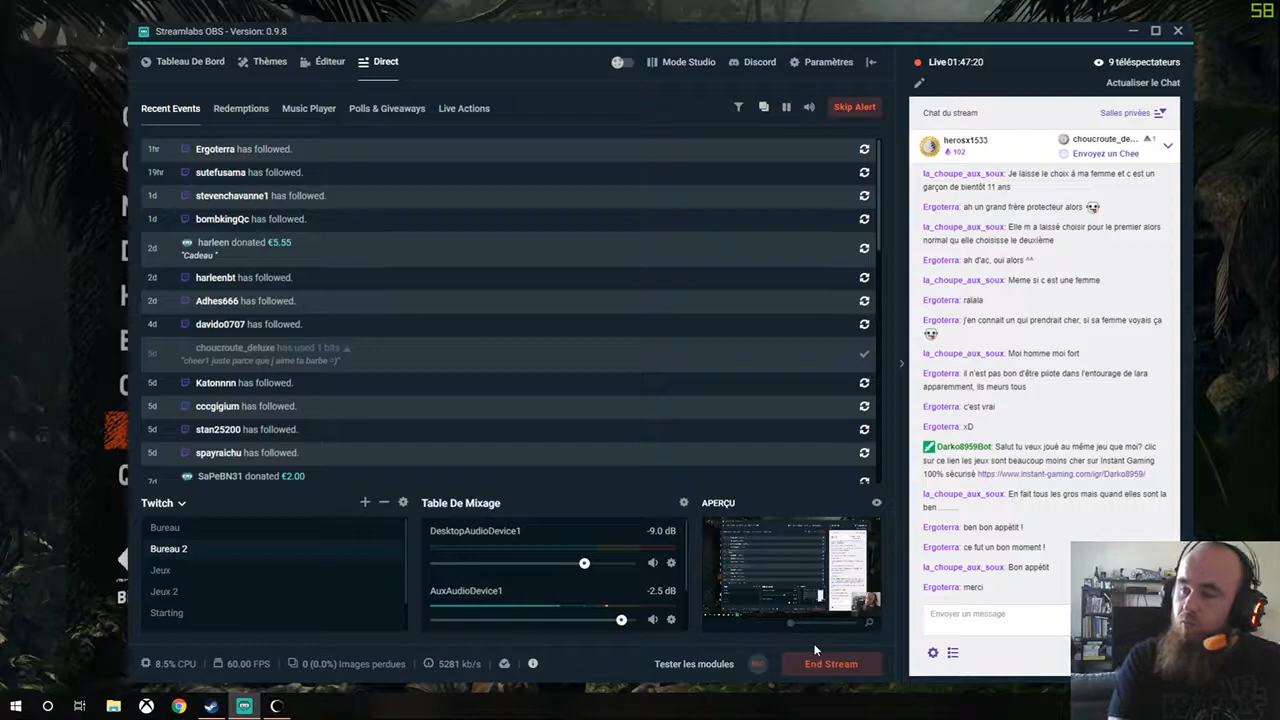 58
Streamlabs OBS - Version: 0.9.8
Tableau De Bord
Thèmes
Éditeur
Direct
Mode Studio
Discord
Paramètres
Live 01:47:20
9 téléspectateurs
Actualiser le Chat
Recent Events
Redemptions
Music Player
Polls & Giveaways
Live Actions
Skip Alert
1hr Ergoterra has followed.
19hr sutefusama has followed.
1d stevenchavanne1 has followed.
1d bombkingQc has followed.
2d harleen donated €5.55
"Cadeau "
2d harleenbt has followed.
2d Adhes666 has followed.
4d davido0707 has followed.
5d choucroute_deluxe has used 1 bits
"cheer1 juste parce que j aime ta barbe =)"
5d Katonnnn has followed.
5d cccgigium has followed.
5d stan25200 has followed.
5d spayraichu has followed.
7d SaPeBN31 donated €2.00
Chat du stream
Salles privées
herosx1533
102
choucroute_de... 1
Envoyez un Chee
la_choupe_aux_soux: Je laisse le choix à ma femme et c est un
garçon de bientôt 11 ans
Ergoterra: ah un grand frère protecteur alors
la_choupe_aux_soux: Elle m a laissé choisir pour le premier alors
normal qu elle choisisse le deuxième
Ergoterra: ah d'ac, oui alors ^^
la_choupe_aux_soux: Meme si c est une femme
Ergoterra: ralala
Ergoterra: j'en connait un qui prendrait cher, si sa femme voyais ça
la_choupe_aux_soux: Moi homme moi fort
Ergoterra: il n'est pas bon d'être pilote dans l'entourage de lara
apparemment, ils meurs tous
Ergoterra: c'est vrai
Ergoterra: xD
Darko8959Bot: Salut tu veux joué au même jeu que moi? clic
sur ce lien les jeux sont beaucoup moins cher sur Instant Gaming
100% sécurisé https://www.instant-gaming.com/igr/Darko8959/
la_choupe_aux_soux: En fait tous les gros mais quand elles sont la
ben ..........
Ergoterra: ben bon appétit !
Ergoterra: ce fut un bon moment !
la_choupe_aux_soux: Bon appétit
Ergoterra: merci
Envoyer un message
Twitch
Bureau
Bureau 2
Jeux
Jeux 2
Starting
Table De Mixage
DesktopAudioDevice1
-9.0 dB
AuxAudioDevice1
-2.5 dB
APERÇU
8.5% CPU
60.00 FPS
0 (0.0%) Images perdues
5281 kb/s
Tester les modules
REC
End Stream